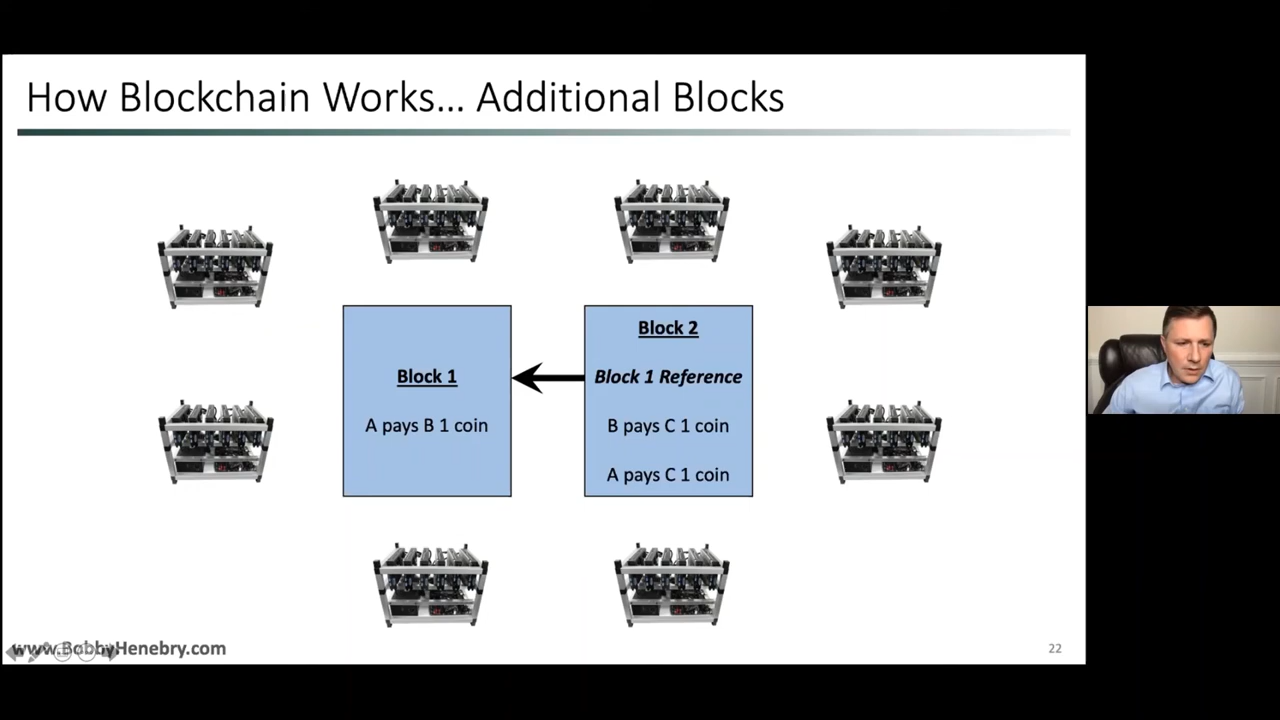 How Blockchain Works... Additional Blocks
Block 1
A pays B 1 coin
Block 2
Block 1 Reference
B pays C 1 coin
A pays C 1 coin
www.BobbyHenebry.com
22